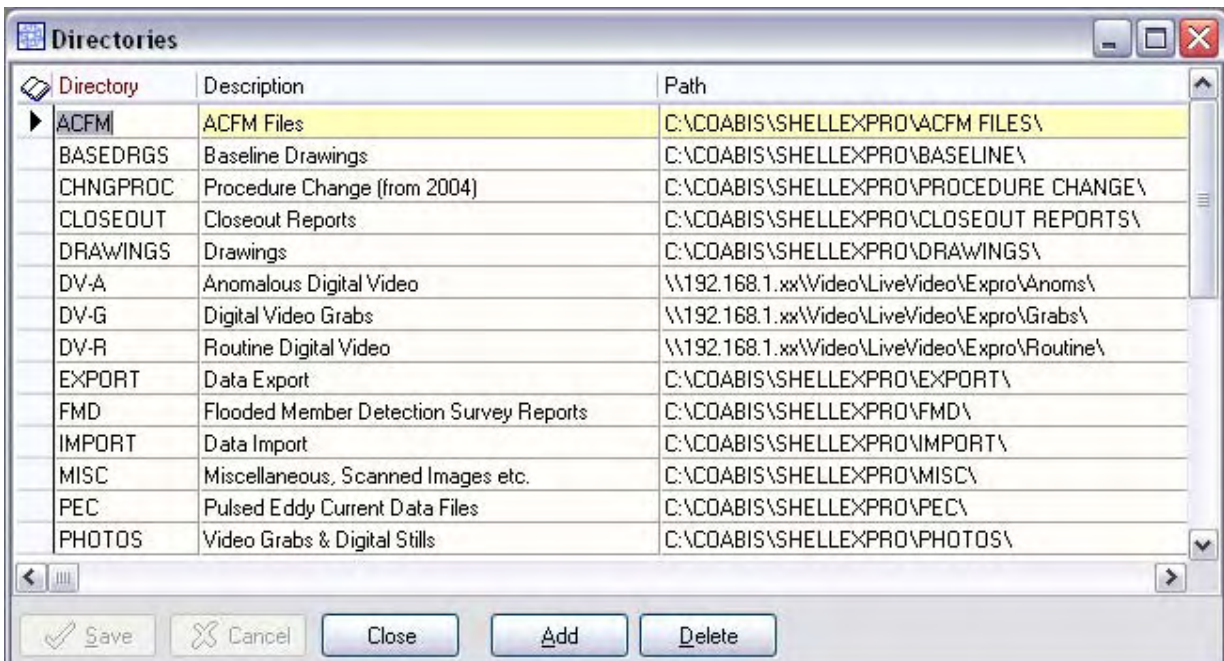 Directories
Directory Description Path
ACFM ACFM Files C:\COABIS\SHELLEXPRO\ACFM FILES\
BASEDRGS Baseline Drawings C:\COABIS\SHELLEXPRO\BASELINE\
CHNGPROC Procedure Change (from 2004) C:\COABIS\SHELLEXPRO\PROCEDURE CHANGE\
CLOSEOUT Closeout Reports C:\COABIS\SHELLEXPRO\CLOSEOUT REPORTS\
DRAWINGS Drawings C:\COABIS\SHELLEXPRO\DRAWINGS\
DV-A Anomalous Digital Video \\192.168.1.xx\Video\LiveVideo\Expro\Anoms\
DV-G Digital Video Grabs \\192.168.1.xx\Video\LiveVideo\Expro\Grabs\
DV-R Routine Digital Video \\192.168.1.xx\Video\LiveVideo\Expro\Routine\
EXPORT Data Export C:\COABIS\SHELLEXPRO\EXPORT\
FMD Flooded Member Detection Survey Reports C:\COABIS\SHELLEXPRO\FMD\
IMPORT Data Import C:\COABIS\SHELLEXPRO\IMPORT\
MISC Miscellaneous, Scanned Images etc. C:\COABIS\SHELLEXPRO\MISC\
PEC Pulsed Eddy Current Data Files C:\COABIS\SHELLEXPRO\PEC\
PHOTOS Video Grabs & Digital Stills C:\COABIS\SHELLEXPRO\PHOTOS\
Save Cancel Close Add Delete